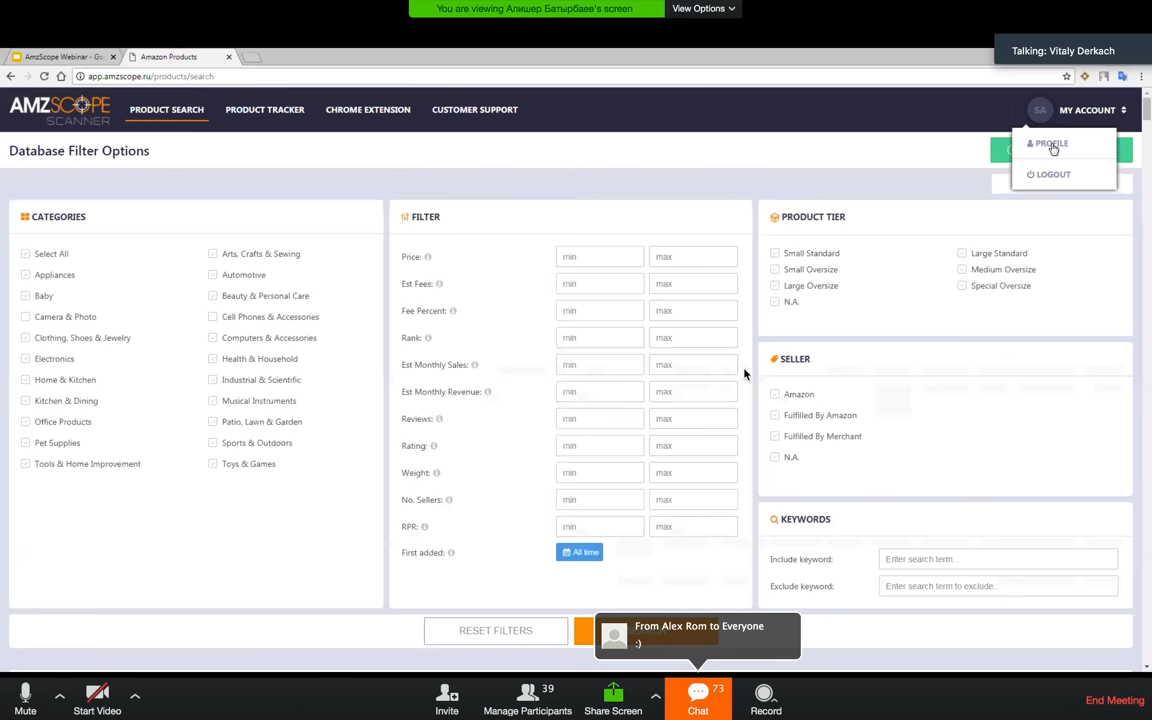 You are viewing Алишер Батырбаев's screen
View Options
Talking: Vitaly Derkach
AmzScope Webinar - Go
Amazon Products
app.amzscope.ru/products/search
AMZSCOPE
SCANNER
PRODUCT SEARCH
PRODUCT TRACKER
CHROME EXTENSION
CUSTOMER SUPPORT
SA
MY ACCOUNT
PROFILE
LOGOUT
Database Filter Options
CATEGORIES
Select All
Appliances
Baby
Camera & Photo
Clothing, Shoes & Jewelry
Electronics
Home & Kitchen
Kitchen & Dining
Office Products
Pet Supplies
Tools & Home Improvement
Arts, Crafts & Sewing
Automotive
Beauty & Personal Care
Cell Phones & Accessories
Computers & Accessories
Health & Household
Industrial & Scientific
Musical Instruments
Patio, Lawn & Garden
Sports & Outdoors
Toys & Games
FILTER
Price: min max
Est Fees: min max
Fee Percent: min max
Rank: min max
Est Monthly Sales: min max
Est Monthly Revenue: min max
Reviews: min max
Rating: min max
Weight: min max
No. Sellers: min max
RPR: min max
First added: All time
PRODUCT TIER
Small Standard
Small Oversize
Large Oversize
N.A.
Large Standard
Medium Oversize
Special Oversize
SELLER
Amazon
Fulfilled By Amazon
Fulfilled By Merchant
N.A.
KEYWORDS
Include keyword: Enter search term...
Exclude keyword: Enter search term to exclude...
RESET FILTERS
From Alex Rom to Everyone
:)
Mute
Start Video
Invite
39
Manage Participants
Share Screen
73
Chat
Record
End Meeting